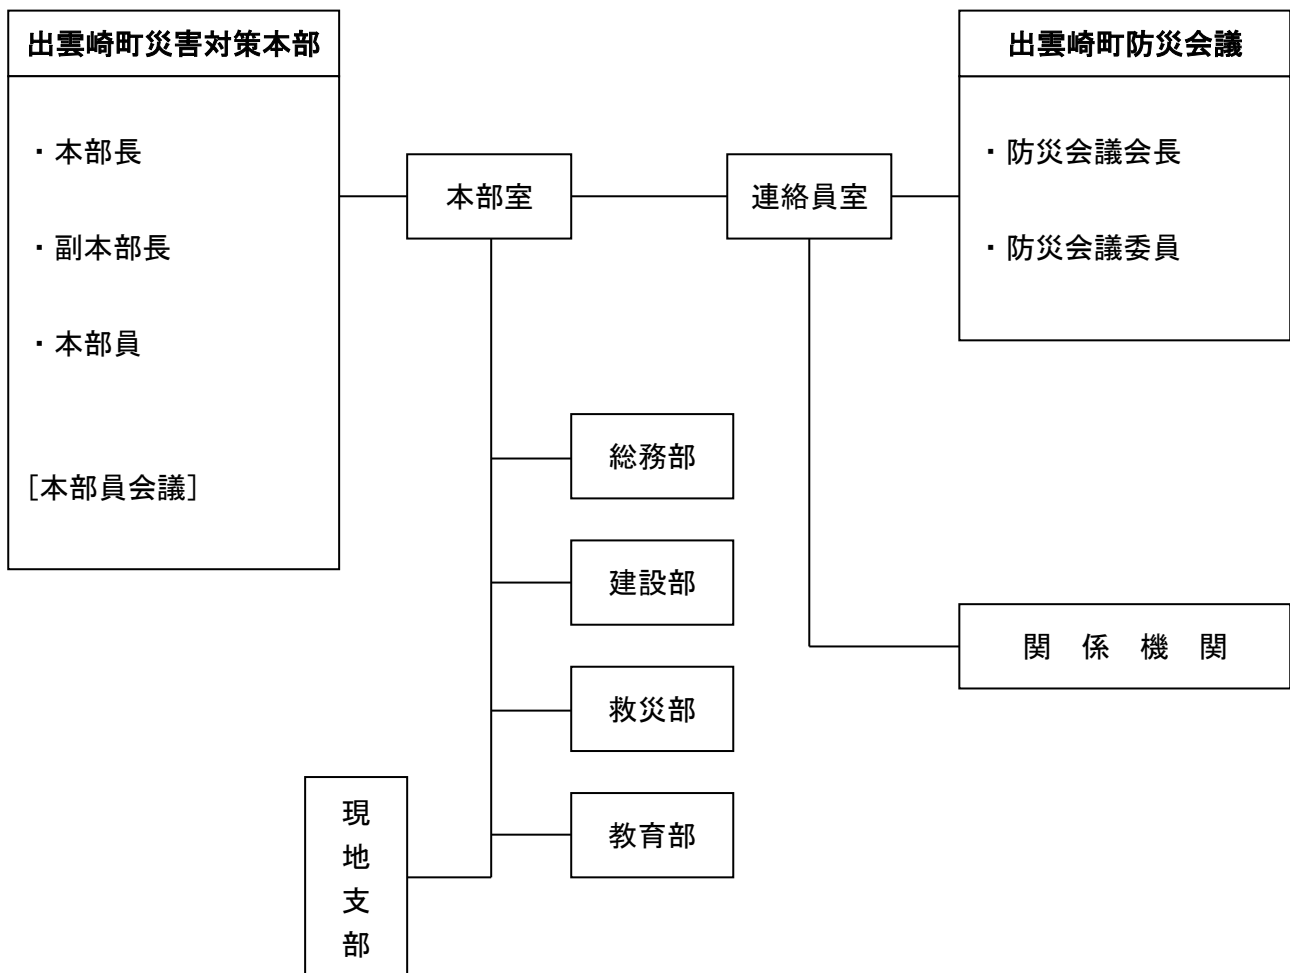 出雲崎町災害対策本部
・本部長
・副本部長
・本部員
[本部員会議]
本部室
連絡員室
出雲崎町防災会議
・防災会議会長
・防災会議委員
総務部
建設部
救災部
教育部
現地支部
関　係　機　関